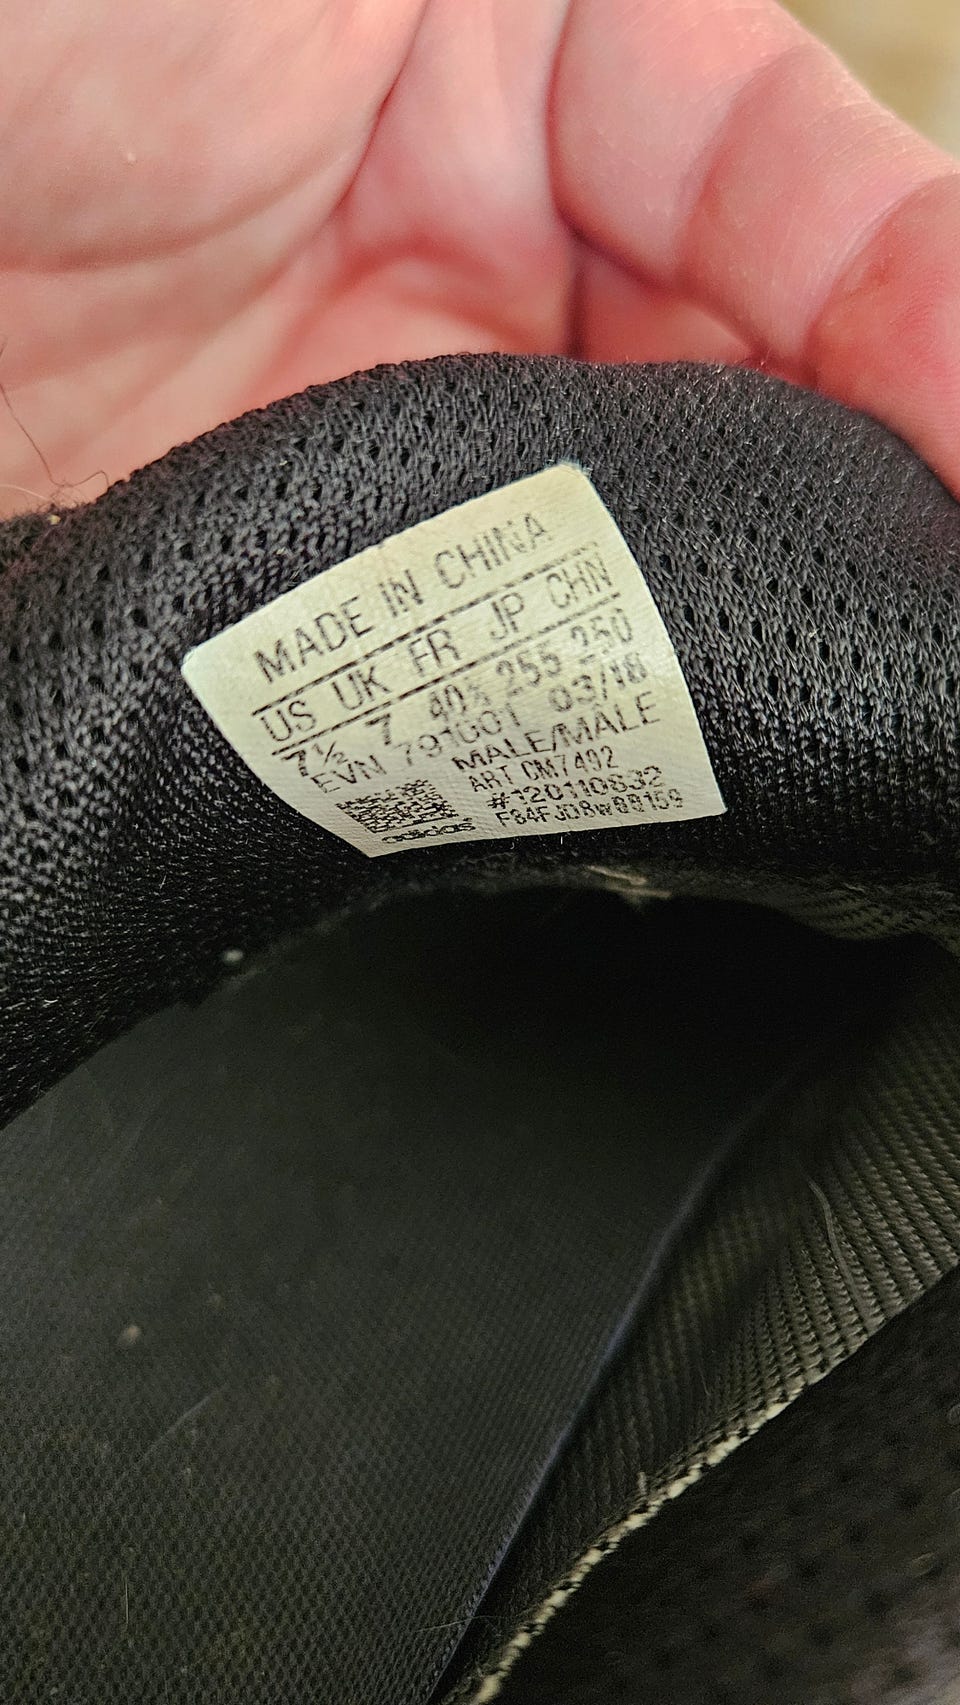 MADE IN CHINA
US UK FR JP CHN
7½ 7 40⅔ 255 250
EVN 791001 03/18
MALE/MALE
ART CM7492
#120110832
adidas